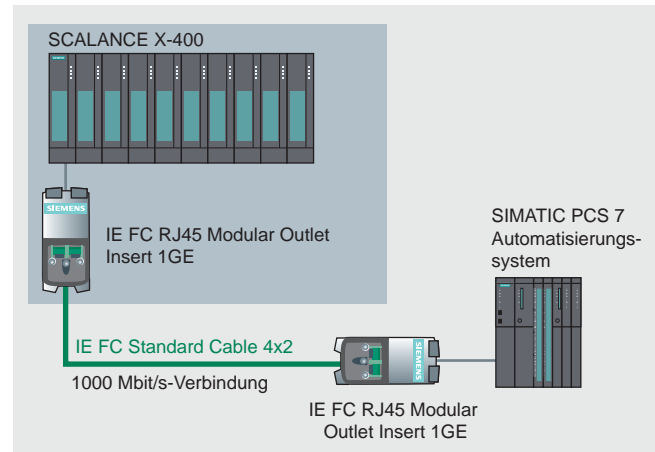 SCALANCE X-400
SIEMENS
IE FC RJ45 Modular Outlet
Insert 1GE
SIMATIC PCS 7
Automatisierungs-
system
IE FC Standard Cable 4x2
1000 Mbit/s-Verbindung
SIEMENS
IE FC RJ45 Modular
Outlet Insert 1GE